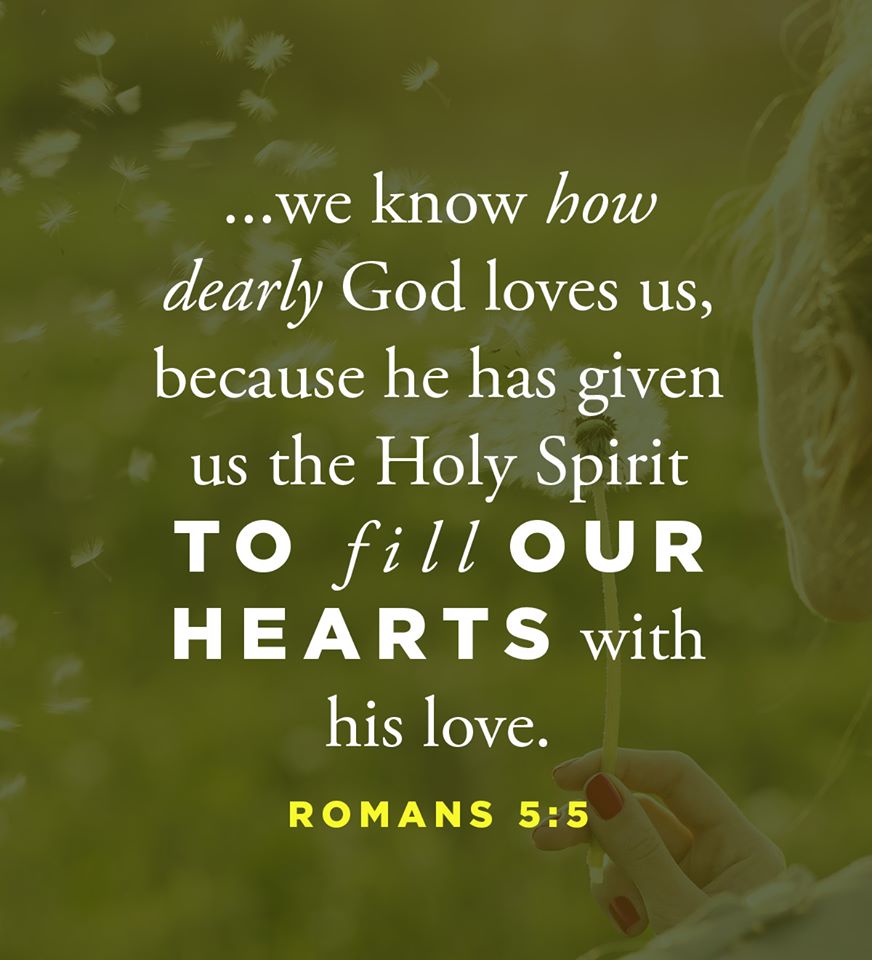 ...we know how
dearly God loves us,
because he has given
us the Holy Spirit
TO fill OUR
HEARTS with
his love.
ROMANS 5:5